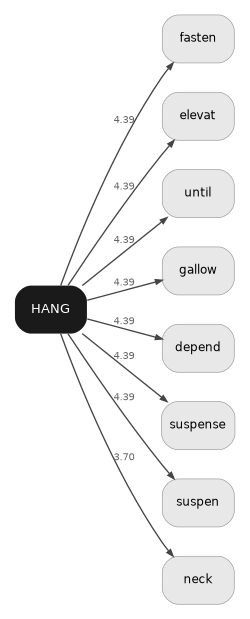 fasten
4.39
elevat
4.39
until
4.39
gallow
4.39
HANG
4.39
depend
4.39
suspense
4.39
suspen
3.70
neck